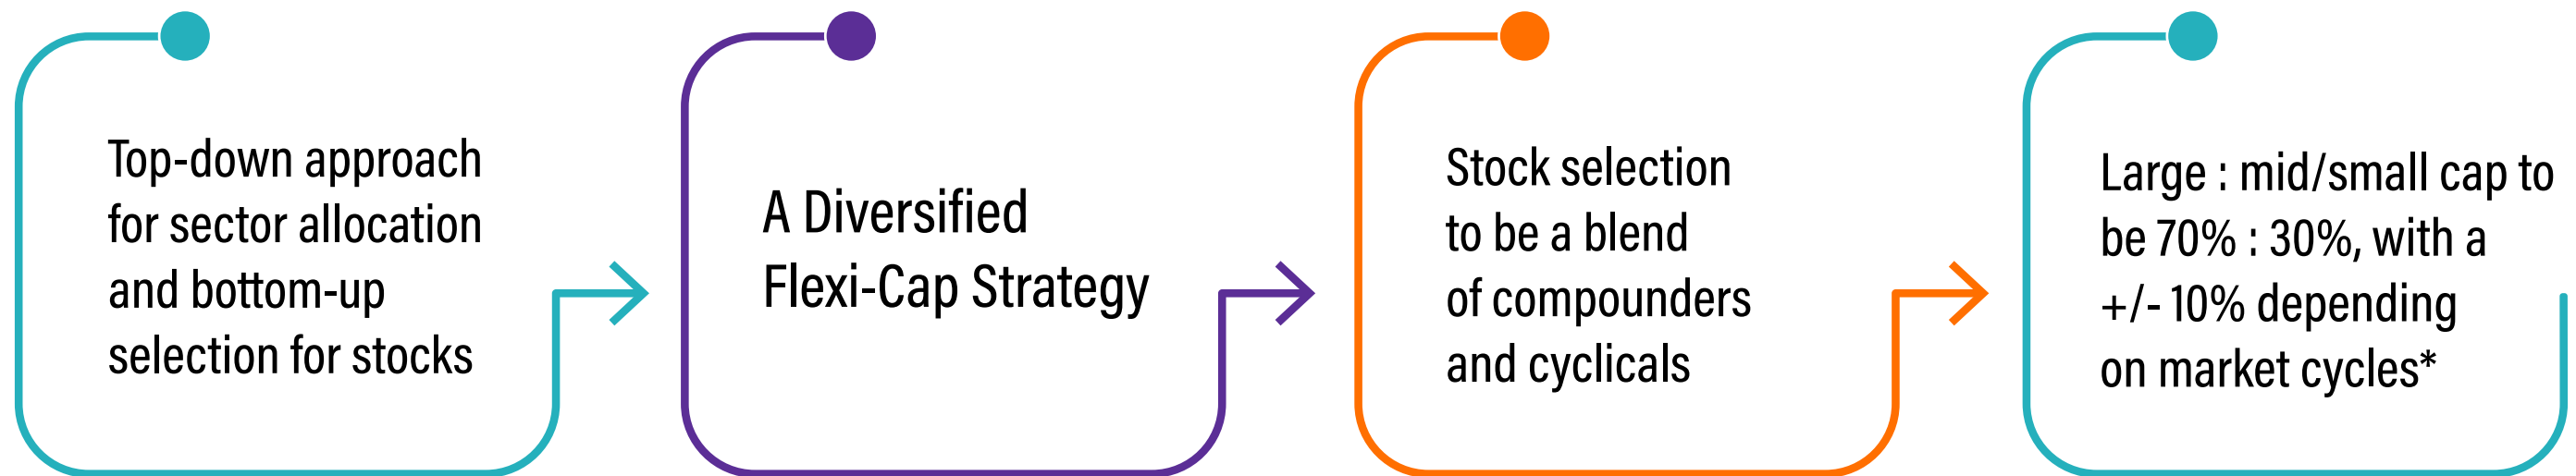 Top-down approach
for sector allocation
and bottom-up
selection for stocks
A Diversified
Flexi-Cap Strategy
Stock selection
to be a blend
of compounders
and cyclicals
Large : mid/small cap to
be 70% : 30%, with a
+/- 10% depending
on market cycles*